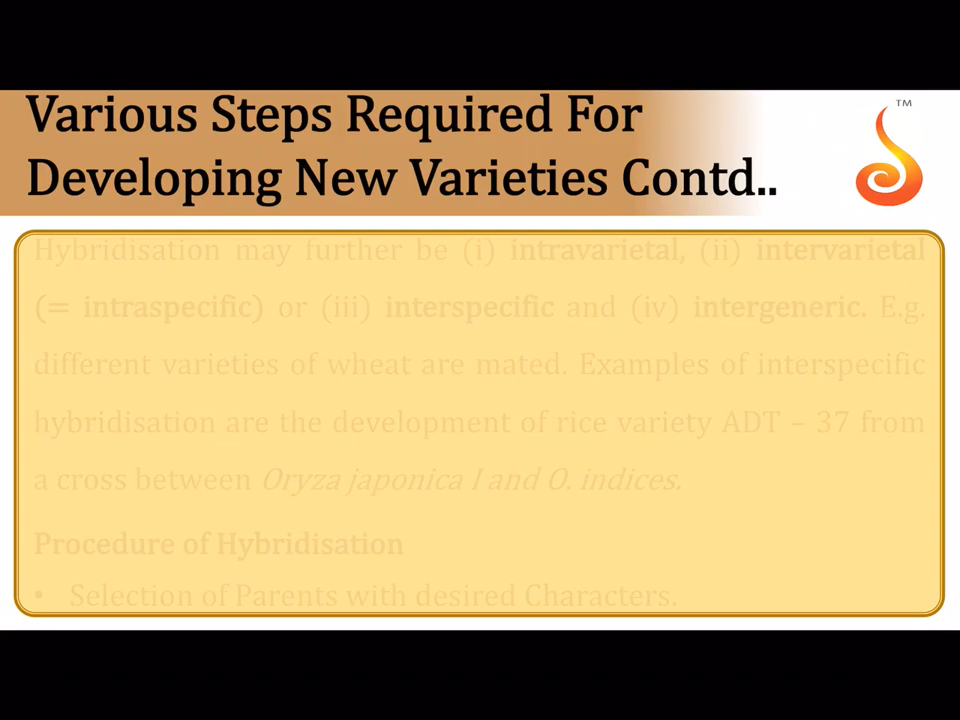 Various Steps Required For
Developing New Varieties Contd..
TM
Hybridisation may further be (i) intravarietal, (ii) intervarietal
(= intraspecific) or (iii) interspecific and (iv) intergeneric. E.g.
different varieties of wheat are mated. Examples of interspecific
hybridisation are the development of rice variety ADT – 37 from
a cross between Oryza japonica I and O. indices.
Procedure of Hybridisation
• Selection of Parents with desired Characters.